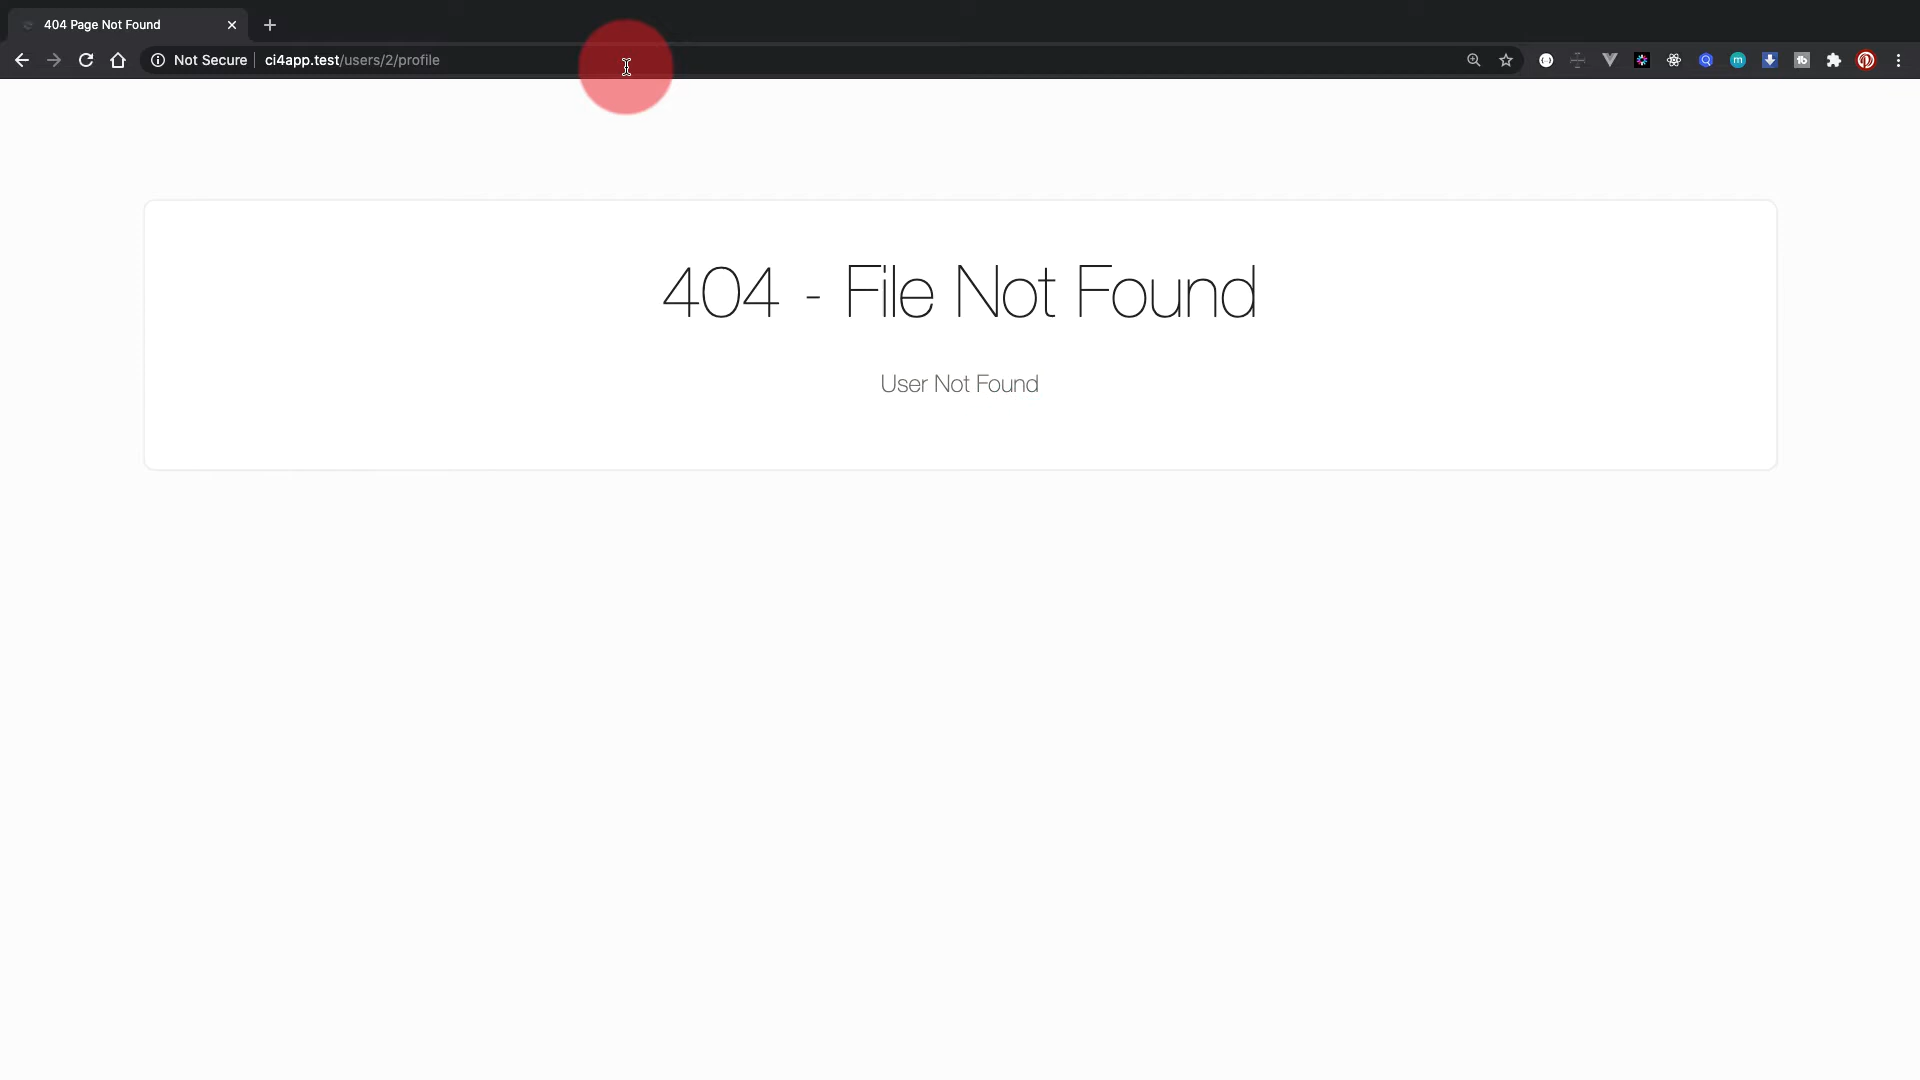 404 Page Not Found
Not Secure
ci4app.test/users/2/profile
404 - File Not Found
User Not Found